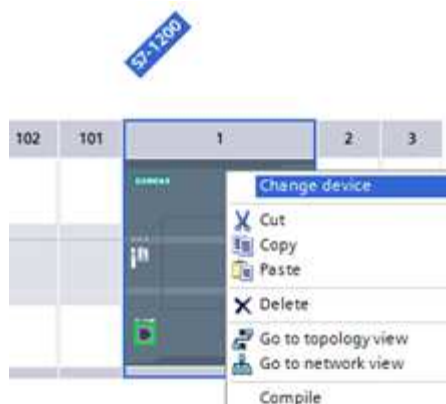 S7-1200
102 101 1 2 3
SIEMENS
Change device
Cut
Copy
Paste
Delete
Go to topology view
Go to network view
Compile